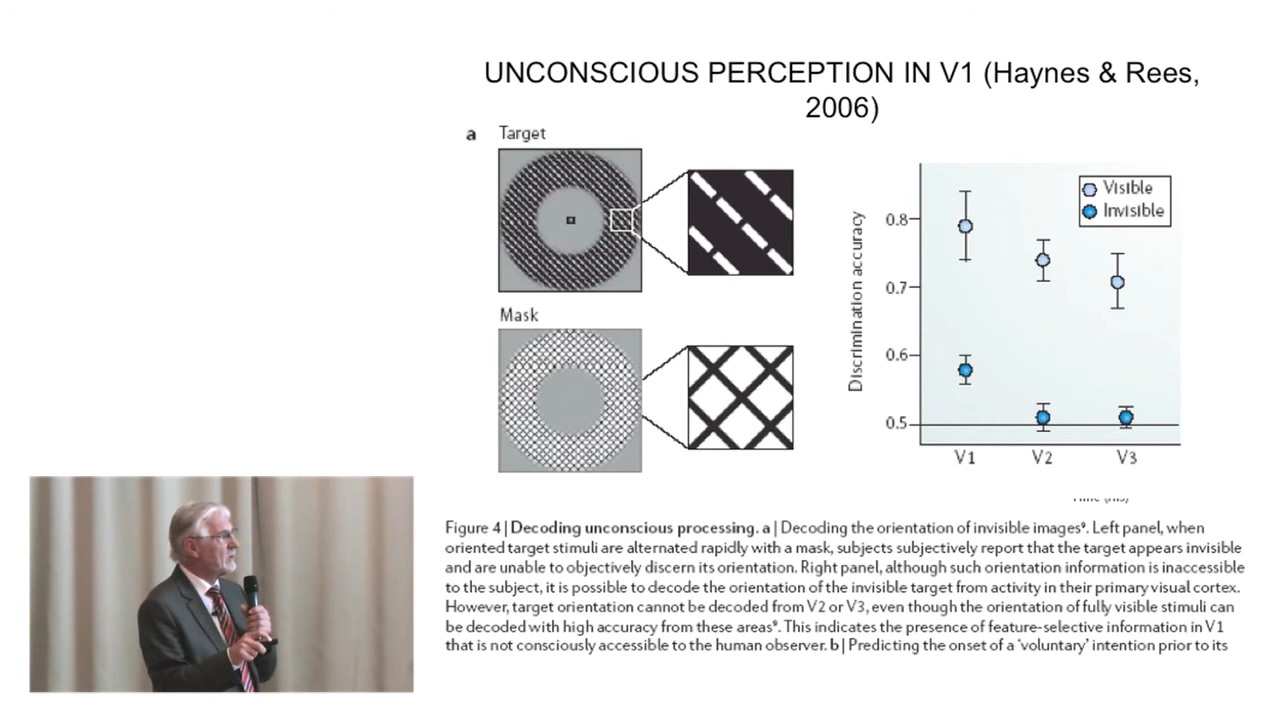 UNCONSCIOUS PERCEPTION IN V1 (Haynes & Rees,
2006)
a Target
Mask
Discrimination accuracy
0.8
0.7
0.6
0.5
Visible
Invisible
V1 V2 V3
Figure 4 | Decoding unconscious processing. a | Decoding the orientation of invisible images⁹. Left panel, when
oriented target stimuli are alternated rapidly with a mask, subjects subjectively report that the target appears invisible
and are unable to objectively discern its orientation. Right panel, although such orientation information is inaccessible
to the subject, it is possible to decode the orientation of the invisible target from activity in their primary visual cortex.
However, target orientation cannot be decoded from V2 or V3, even though the orientation of fully visible stimuli can
be decoded with high accuracy from these areas⁹. This indicates the presence of feature-selective information in V1
that is not consciously accessible to the human observer. b | Predicting the onset of a ‘voluntary’ intention prior to its